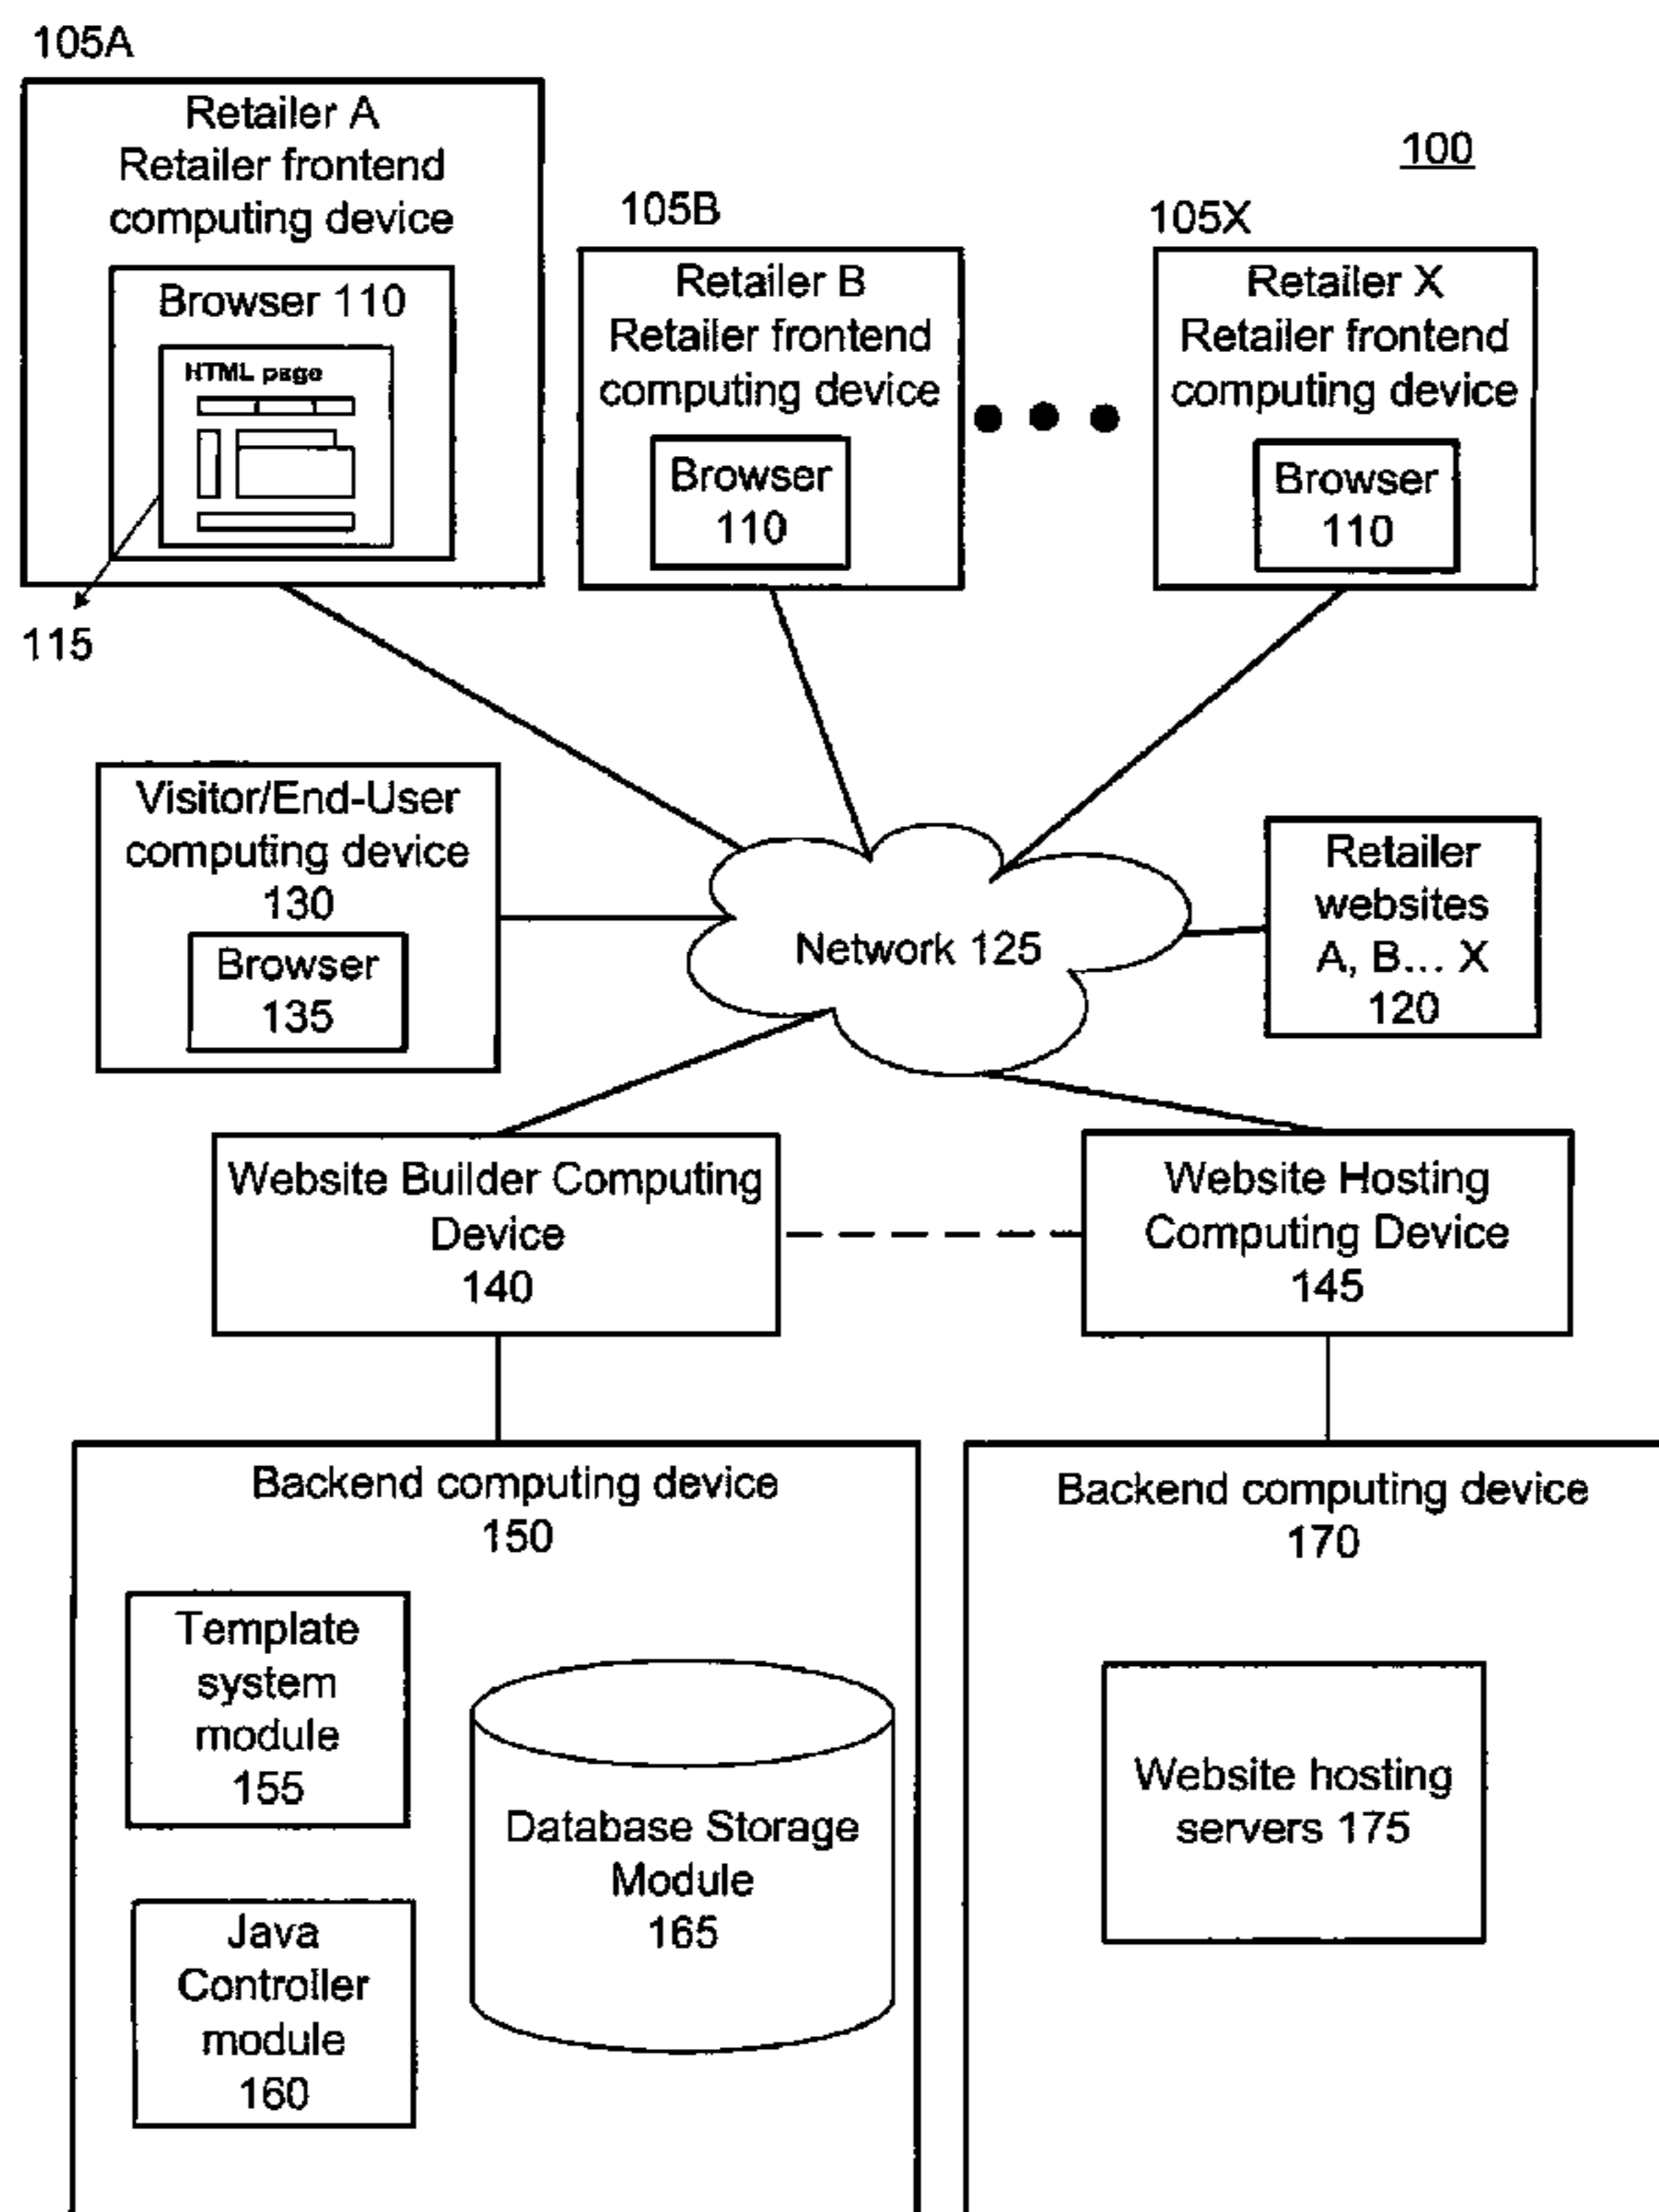 105A
Retailer A
Retailer frontend
computing device
Browser 110
HTML page
115
100
105B
Retailer B
Retailer frontend
computing device
Browser
110
105X
Retailer X
Retailer frontend
computing device
Browser
110
Visitor/End-User
computing device
130
Browser
135
Network 125
Retailer
websites
A, B... X
120
Website Builder Computing
Device
140
Website Hosting
Computing Device
145
Backend computing device
150
Template
system
module
155
Java
Controller
module
160
Database Storage
Module
165
Backend computing device
170
Website hosting
servers 175